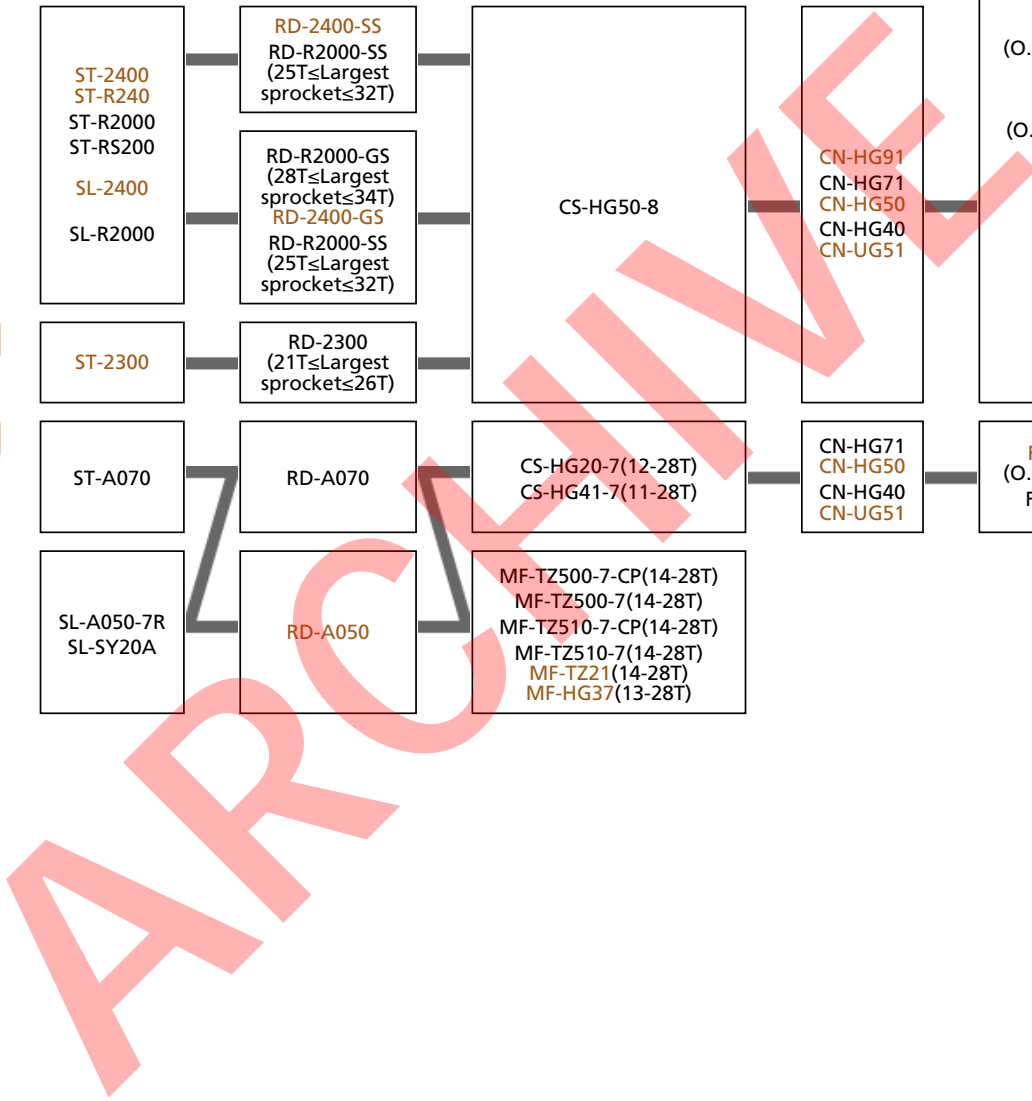 ST-2400
ST-R240
ST-R2000
ST-RS200
SL-2400
SL-R2000
RD-2400-SS
RD-R2000-SS
(25T≤Largest
sprocket≤32T)
RD-R2000-GS
(28T≤Largest
sprocket≤34T)
RD-2400-GS
RD-R2000-SS
(25T≤Largest
sprocket≤32T)
CS-HG50-8
CN-HG91
CN-HG71
CN-HG50
CN-HG40
CN-UG51
(O.
(O.
ST-2300
RD-2300
(21T≤Largest
sprocket≤26T)
ST-A070
RD-A070
CS-HG20-7(12-28T)
CS-HG41-7(11-28T)
CN-HG71
CN-HG50
CN-HG40
CN-UG51
(O.
SL-A050-7R
SL-SY20A
RD-A050
MF-TZ500-7-CP(14-28T)
MF-TZ500-7(14-28T)
MF-TZ510-7-CP(14-28T)
MF-TZ510-7(14-28T)
MF-TZ21(14-28T)
MF-HG37(13-28T)
ARCHIVE